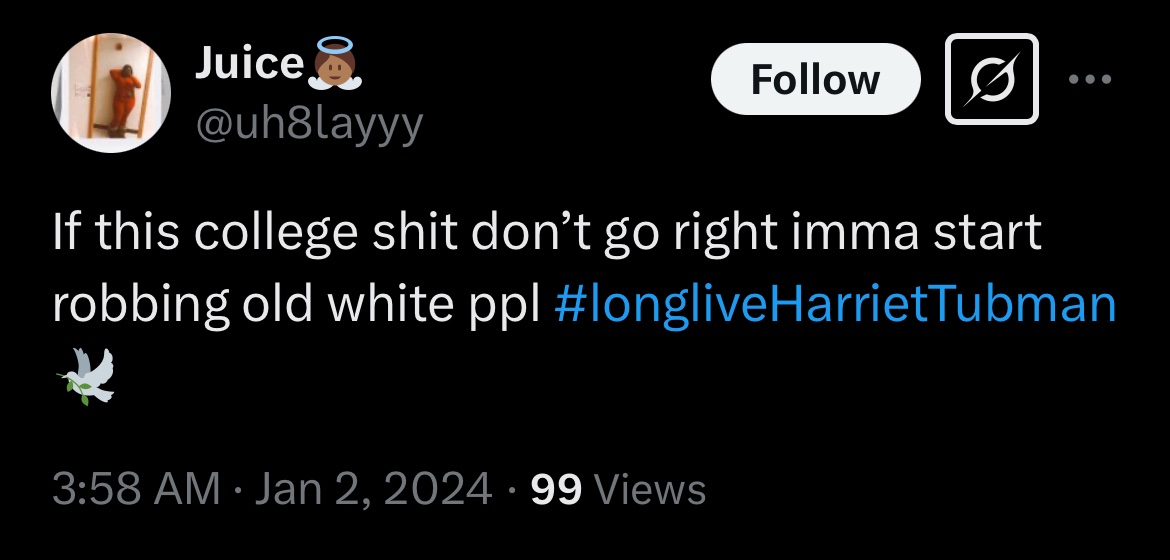 Juice👼🏽
@uh8layyy
Follow
If this college shit don’t go right imma start
robbing old white ppl #longliveHarrietTubman
🕊️
3:58 AM · Jan 2, 2024 · 99 Views